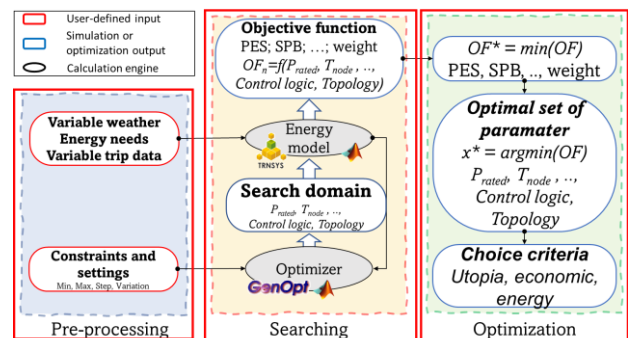 User-defined input
Simulation or
optimization output
Calculation engine
Variable weather
Energy needs
Variable trip data
Constraints and
settings
Min, Max, Step, Variation
Pre-processing
Objective function
PES; SPB; ...; weight
OFn=f(Prated, Tnode , ..,
Control logic, Topology)
Energy
model
TRNSYS
Search domain
Prated, Tnode , ..,
Control logic, Topology
Optimizer
GenOpt
Searching
OF* = min(OF)
PES, SPB, .., weight
Optimal set of
paramater
x* = argmin(OF)
Prated, Tnode , ..,
Control logic,
Topology
Choice criteria
Utopia, economic,
energy
Optimization